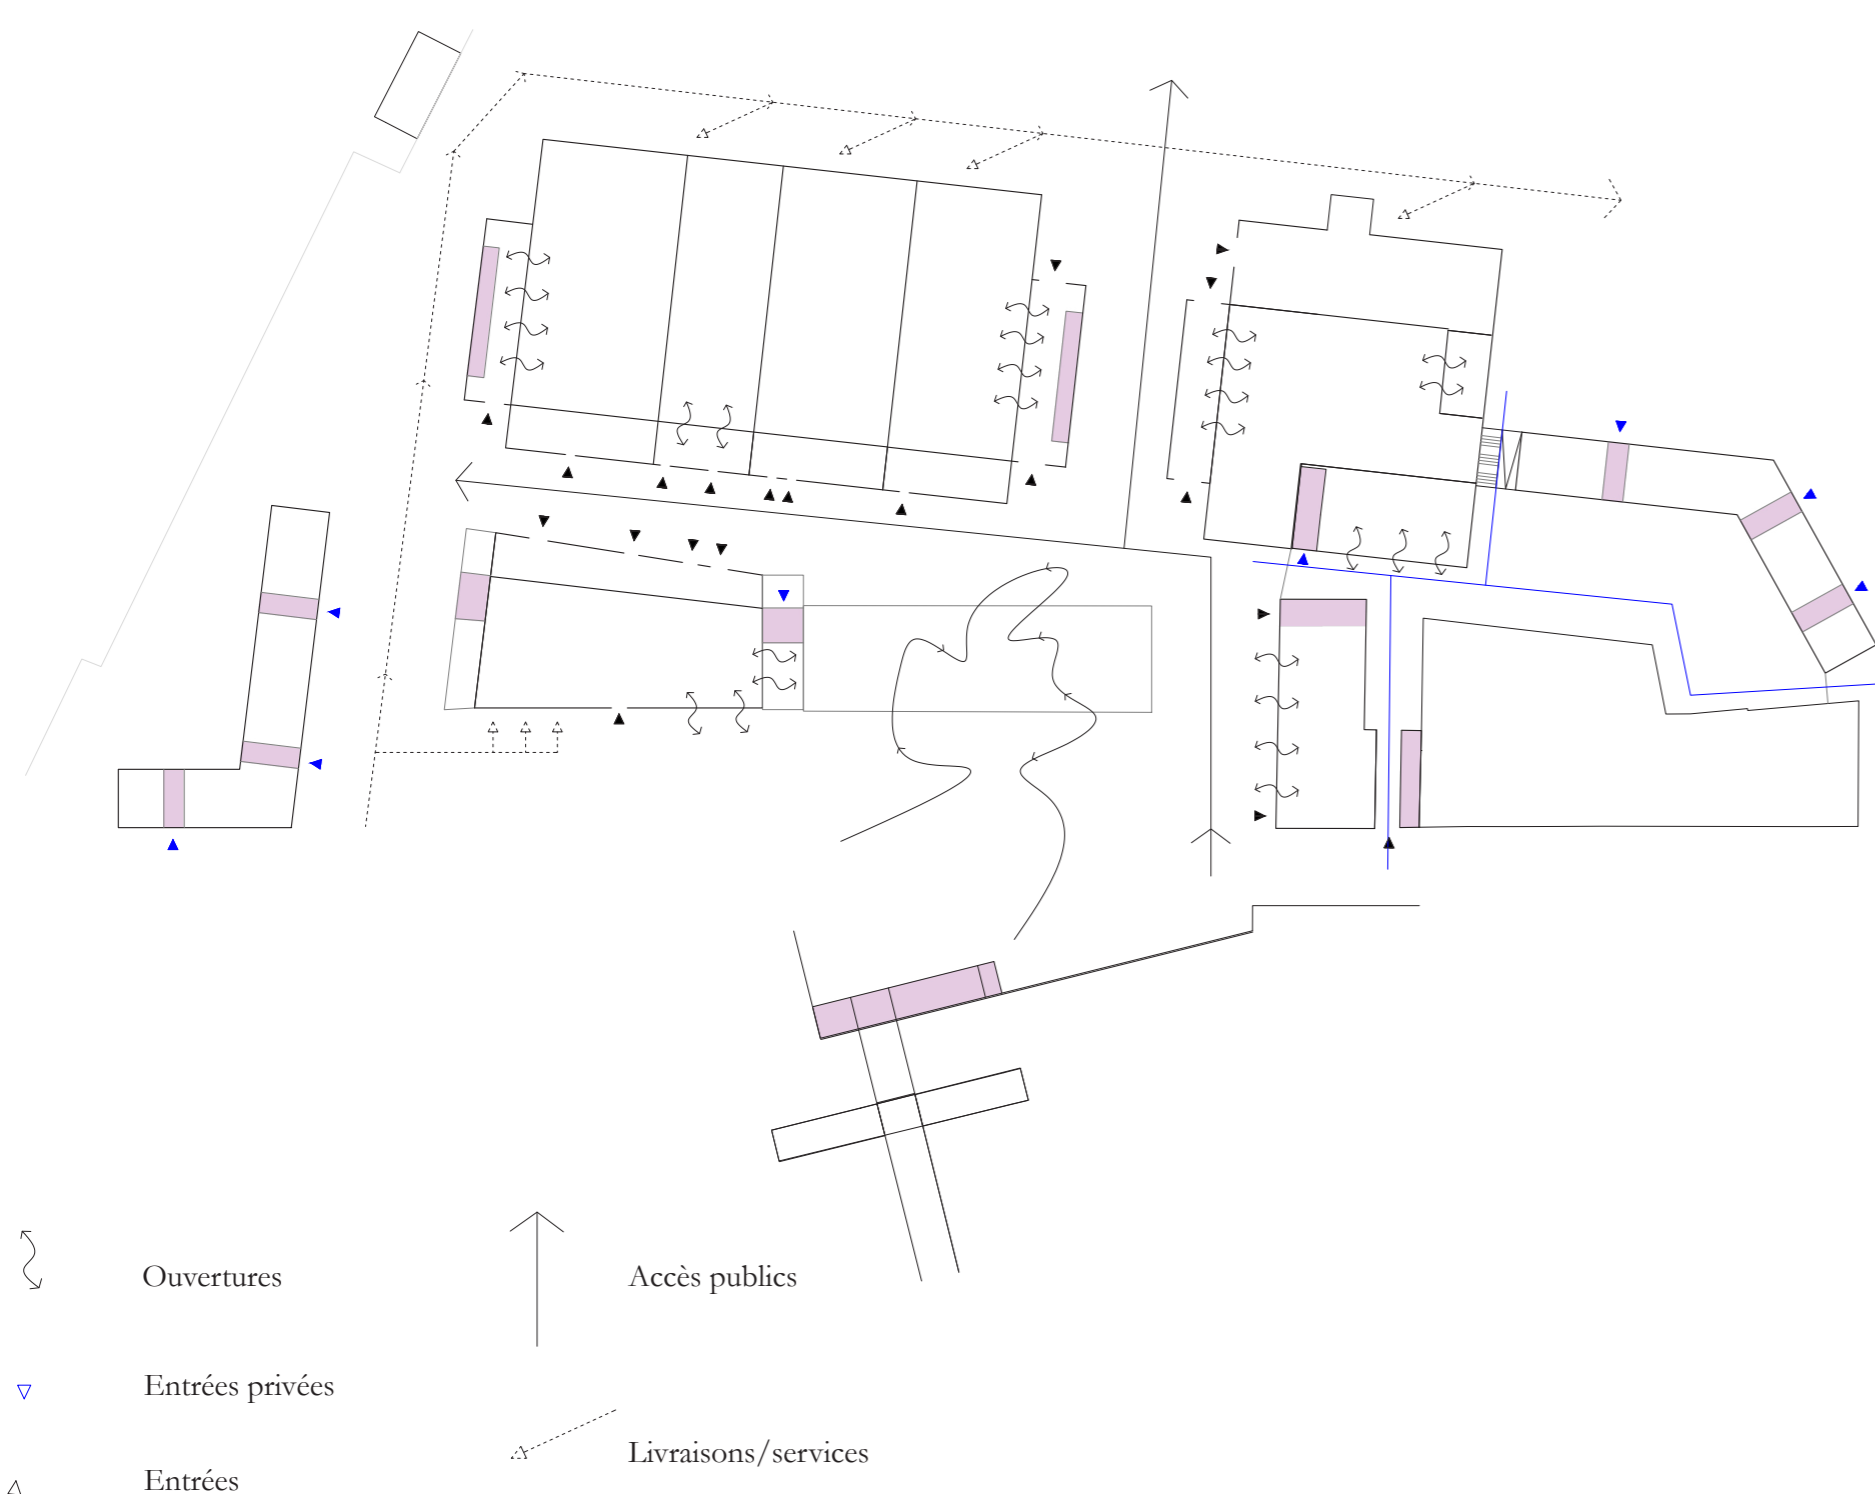 Ouvertures
Accès publics
Entrées privées
Livraisons/services
Entrées